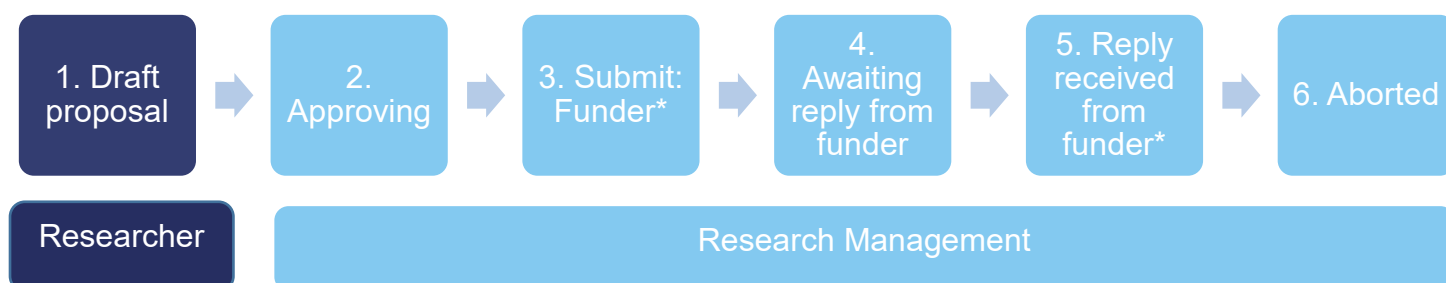 1. Draft
proposal
2.
Approving
3. Submit:
Funder*
4.
Awaiting
reply from
funder
5. Reply
received
from
funder*
6. Aborted
Researcher
Research Management